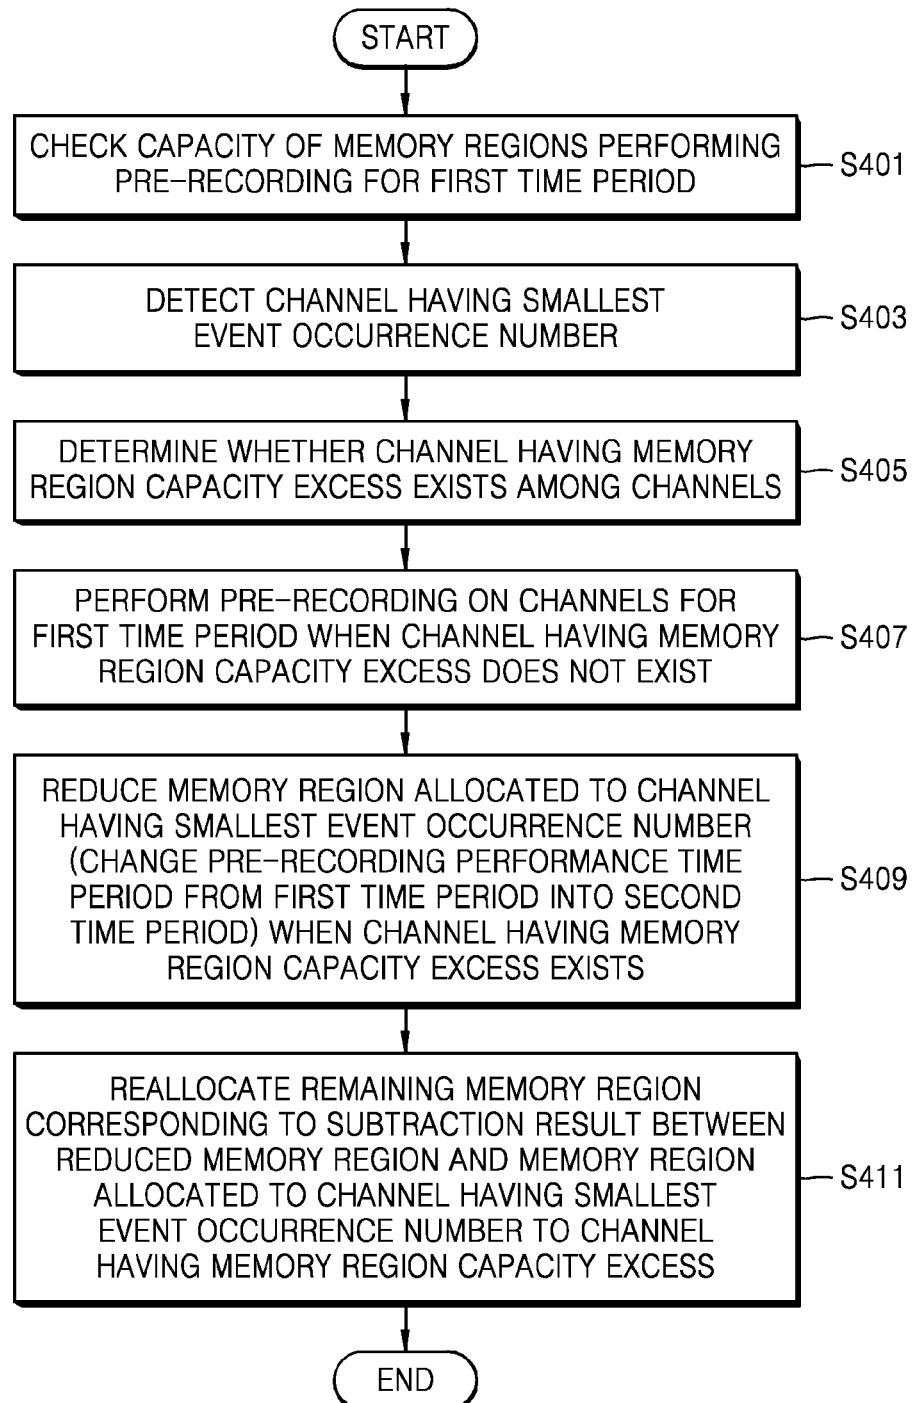 START
CHECK CAPACITY OF MEMORY REGIONS PERFORMING
PRE-RECORDING FOR FIRST TIME PERIOD
S401
DETECT CHANNEL HAVING SMALLEST
EVENT OCCURRENCE NUMBER
S403
DETERMINE WHETHER CHANNEL HAVING MEMORY
REGION CAPACITY EXCESS EXISTS AMONG CHANNELS
S405
PERFORM PRE-RECORDING ON CHANNELS FOR
FIRST TIME PERIOD WHEN CHANNEL HAVING MEMORY
REGION CAPACITY EXCESS DOES NOT EXIST
S407
REDUCE MEMORY REGION ALLOCATED TO CHANNEL
HAVING SMALLEST EVENT OCCURRENCE NUMBER
(CHANGE PRE-RECORDING PERFORMANCE TIME
PERIOD FROM FIRST TIME PERIOD INTO SECOND
TIME PERIOD) WHEN CHANNEL HAVING MEMORY
REGION CAPACITY EXCESS EXISTS
S409
REALLOCATE REMAINING MEMORY REGION
CORRESPONDING TO SUBTRACTION RESULT BETWEEN
REDUCED MEMORY REGION AND MEMORY REGION
ALLOCATED TO CHANNEL HAVING SMALLEST
EVENT OCCURRENCE NUMBER TO CHANNEL
HAVING MEMORY REGION CAPACITY EXCESS
S411
END